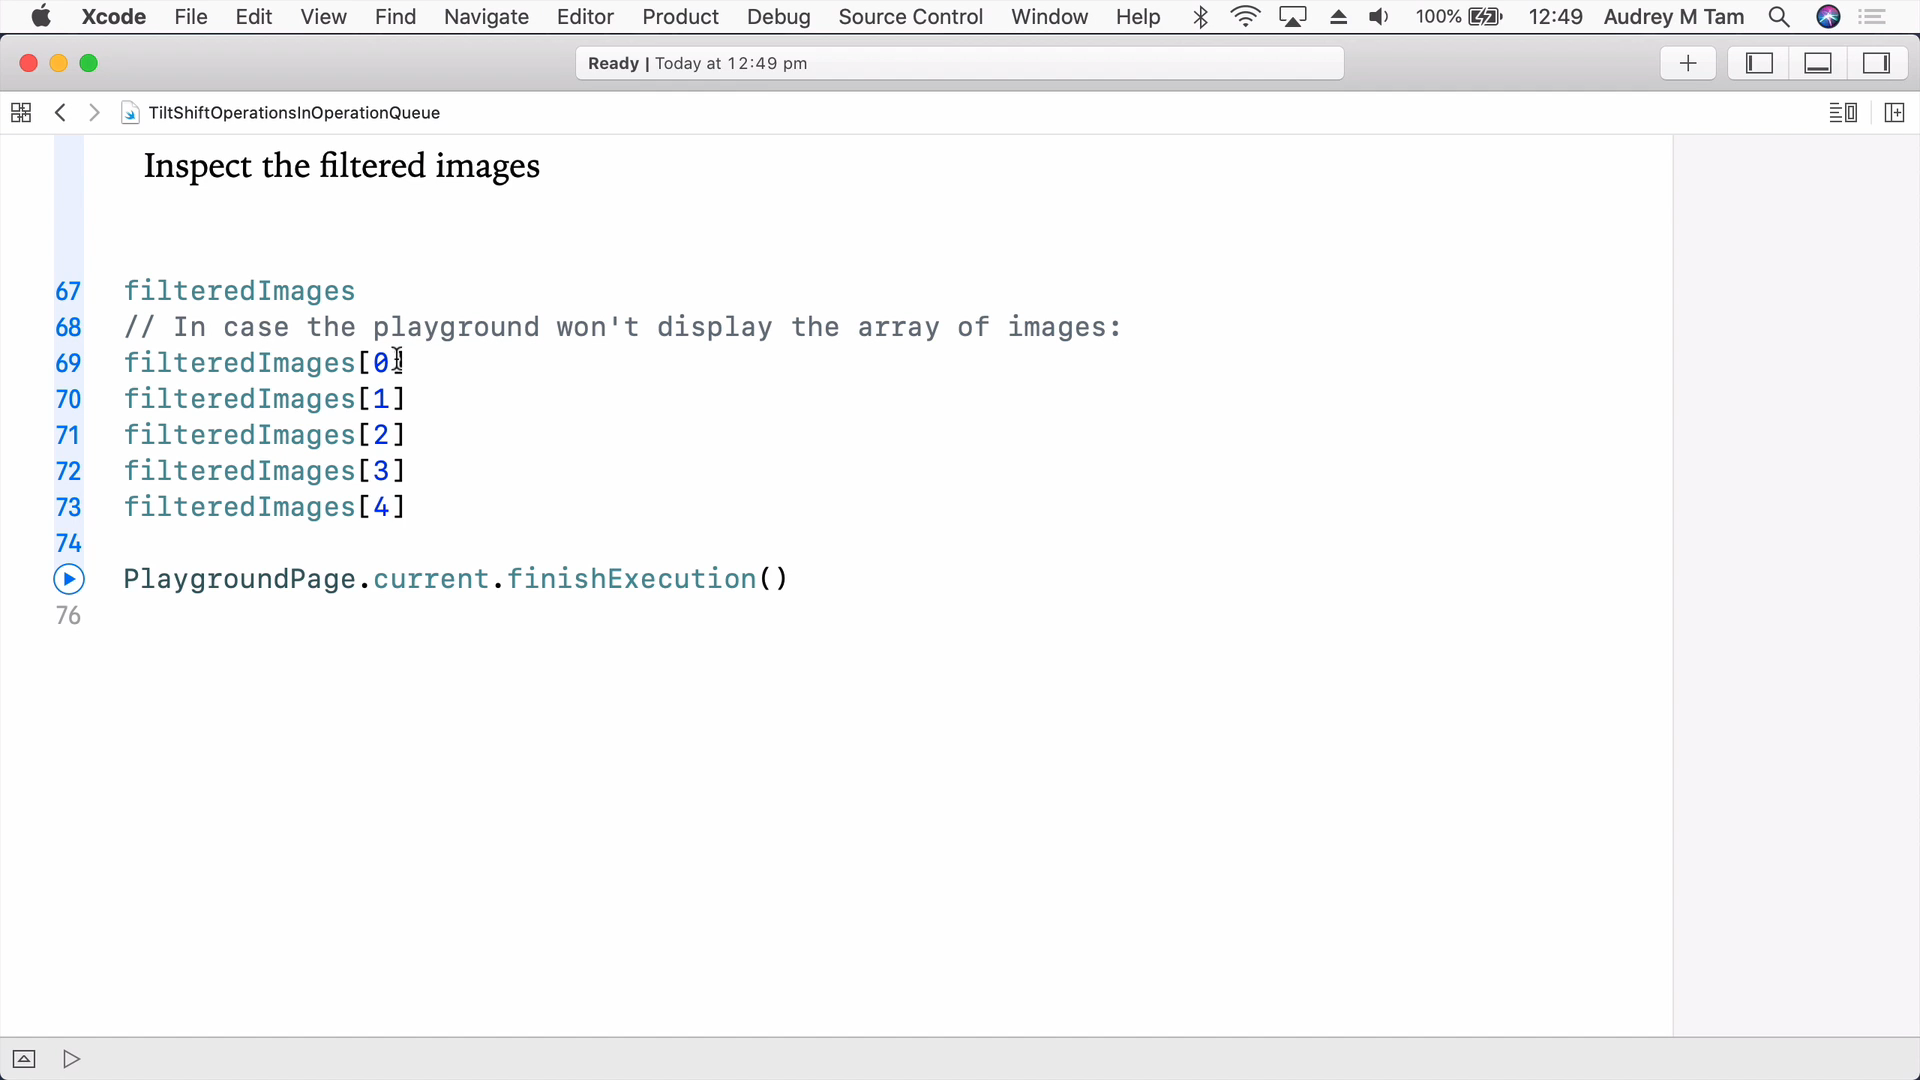 Xcode File Edit View Find Navigate Editor Product Debug Source Control Window Help 100% 12:49 Audrey M Tam
Ready | Today at 12:49 pm
TiltShiftOperationsInOperationQueue
Inspect the filtered images
67 filteredImages
68 // In case the playground won't display the array of images:
69 filteredImages[0]
70 filteredImages[1]
71 filteredImages[2]
72 filteredImages[3]
73 filteredImages[4]
74
PlaygroundPage.current.finishExecution()
76